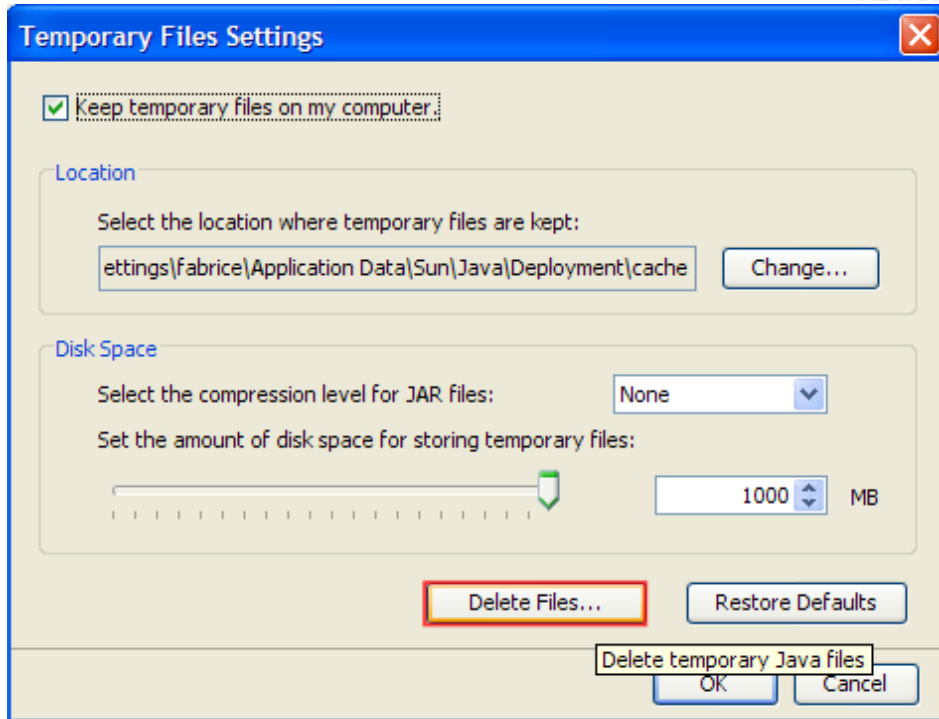 Temporary Files Settings
Keep temporary files on my computer.
Location
Select the location where temporary files are kept:
ettings\fabrice\Application Data\Sun\Java\Deployment\cache
Change...
Disk Space
Select the compression level for JAR files:
None
Set the amount of disk space for storing temporary files:
1000
MB
Delete Files...
Restore Defaults
Delete temporary Java files
OK
Cancel